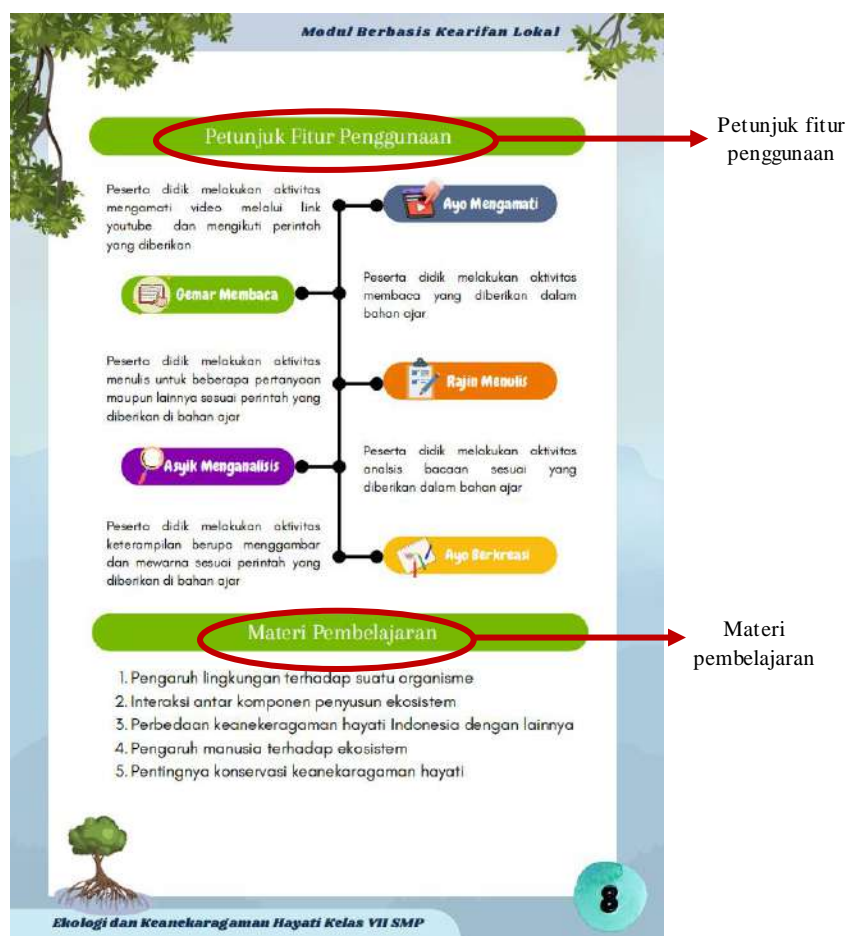 Modul Berbasis Kearifan Lokal
Petunjuk Fitur Penggunaan
Petunjuk fitur
penggunaan
Peserta didik melakukan aktivitas
mengamati video melalui link
youtube dan mengikuti perintah
yang diberikan
Ayo Mengamati
Gemar Membaca
Peserta didik melakukan aktivitas
membaca yang diberikan dalam
bahan ajar
Peserta didik melakukan aktivitas
menulis untuk beberapa pertanyaan
maupun lainnya sesuai perintah yang
diberikan di bahan ajar
Rajin Menulis
Asyik Menganalisis
Peserta didik melakukan aktivitas
analsis bacaan sesuai yang
diberikan dalam bahan ajar
Peserta didik melakukan aktivitas
keterampilan berupa menggambar
dan mewarna sesuai perintah yang
diberikan di bahan ajar
Ayo Berkreasi
Materi Pembelajaran
Materi
pembelajaran
1. Pengaruh lingkungan terhadap suatu organisme
2. Interaksi antar komponen penyusun ekosistem
3. Perbedaan keanekeragaman hayati Indonesia dengan lainnya
4. Pengaruh manusia terhadap ekosistem
5. Pentingnya konservasi keanekaragaman hayati
8
Ekologi dan Keanekaragaman Hayati Kelas VII SMP